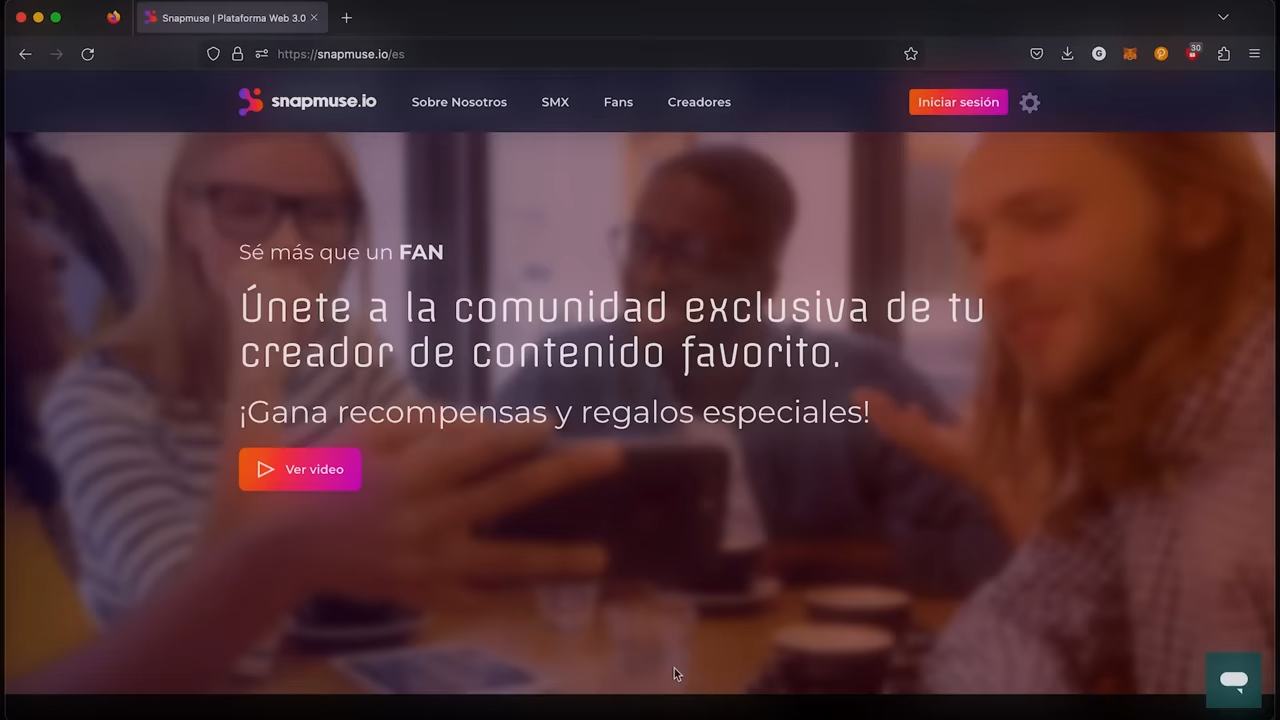 Snapmuse | Plataforma Web 3.0
https://snapmuse.io/es
30
G
snapmuse.io
Sobre Nosotros
SMX
Fans
Creadores
Iniciar sesión
Sé más que un FAN
Únete a la comunidad exclusiva de tu
creador de contenido favorito.
¡Gana recompensas y regalos especiales!
Ver video